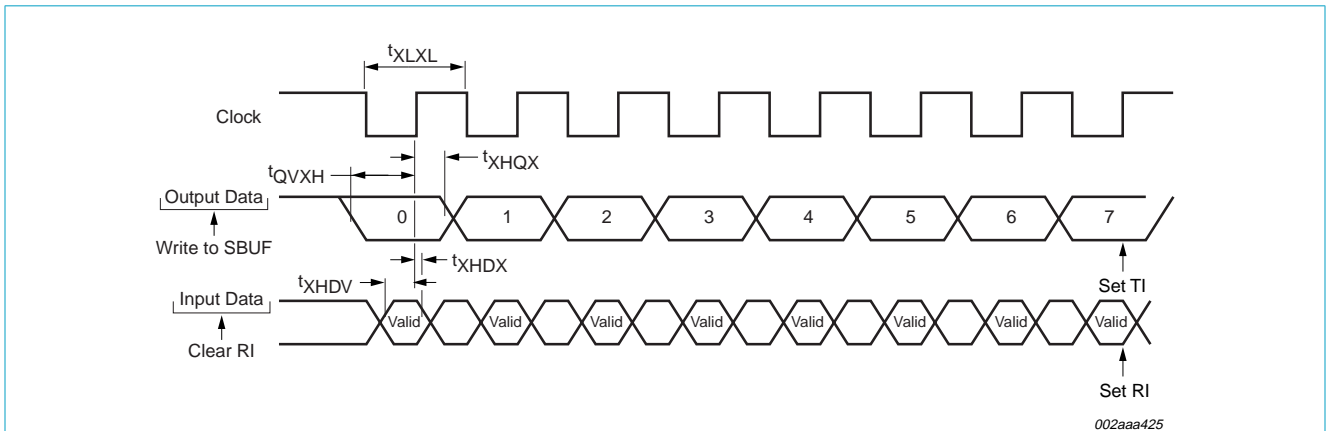 tXLXL
Clock
tXHQX
tQVXH
Output Data
0 1 2 3 4 5 6 7
Write to SBUF
tXHDX
tXHDV
Set TI
Input Data
Valid Valid Valid Valid Valid Valid Valid Valid
Clear RI
Set RI
002aaa425